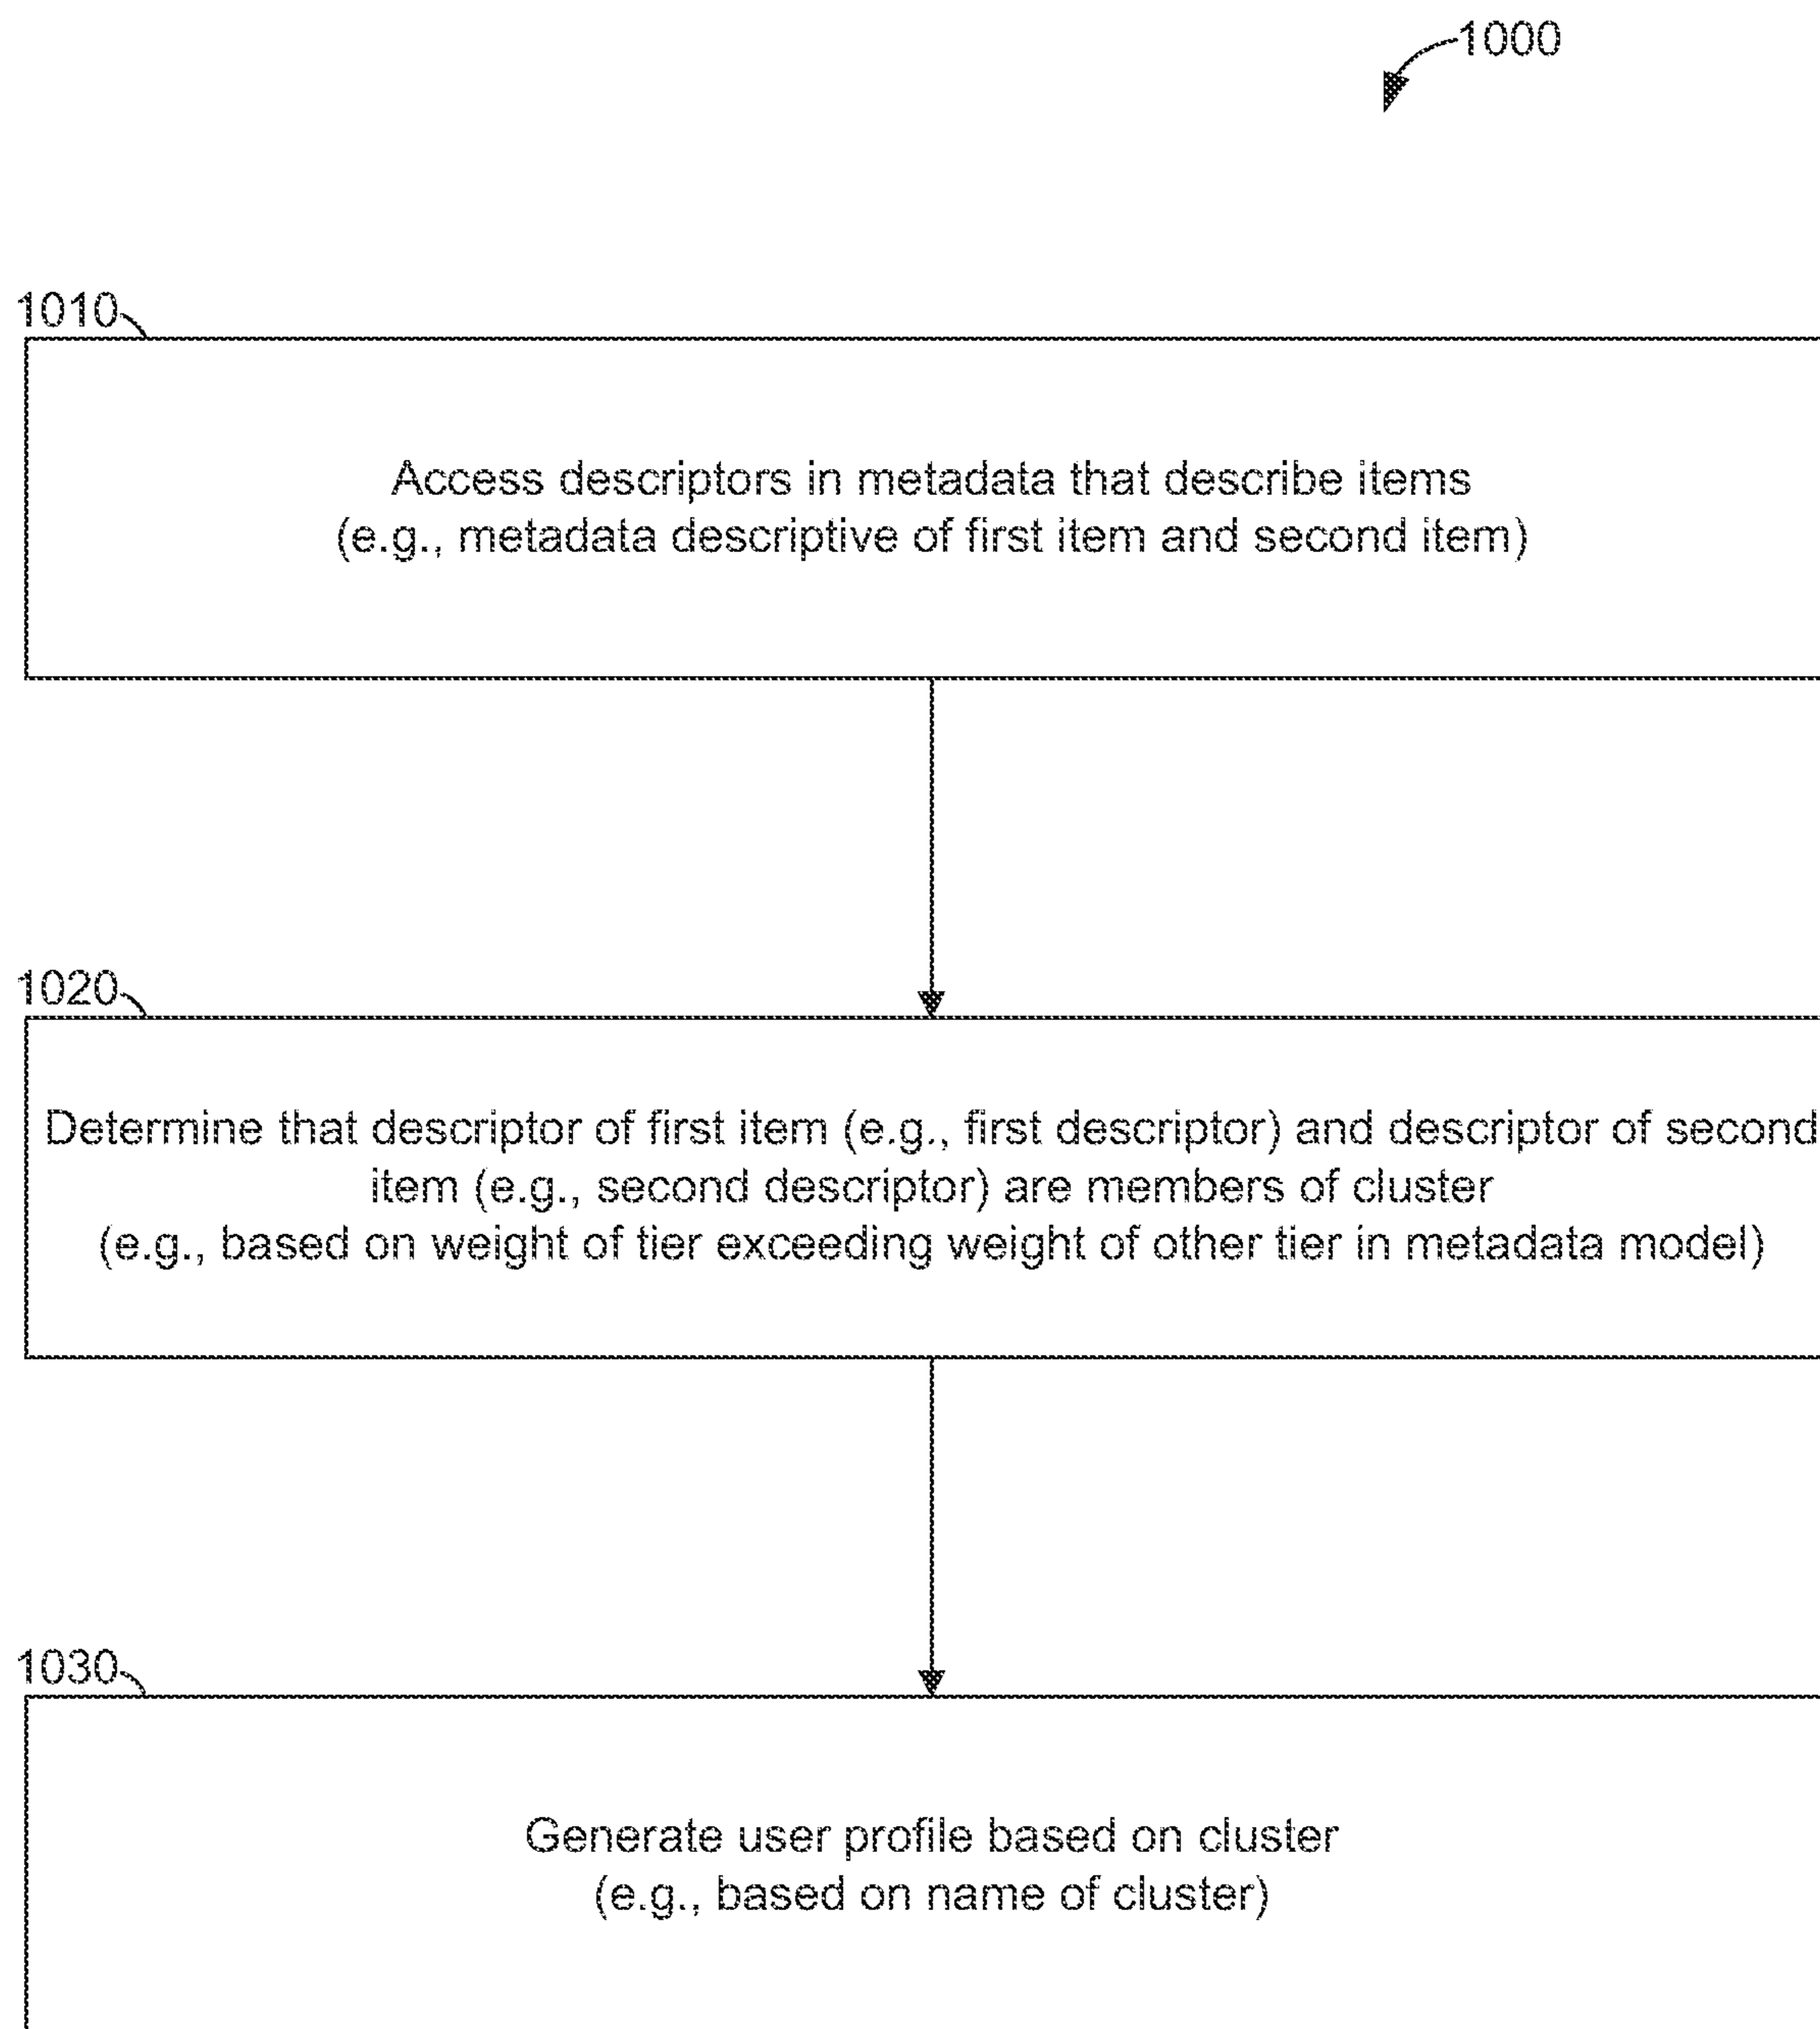 1000
1010
Access descriptors in metadata that describe items
(e.g., metadata descriptive of first item and second item)
1020
Determine that descriptor of first item (e.g., first descriptor) and descriptor of second
item (e.g., second descriptor) are members of cluster
(e.g., based on weight of tier exceeding weight of other tier in metadata model)
1030
Generate user profile based on cluster
(e.g., based on name of cluster)